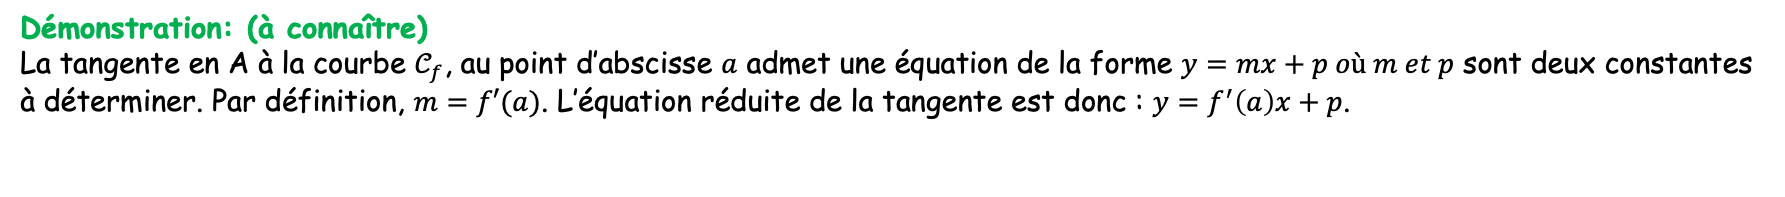 Démonstration: (à connaître)
La tangente en A à la courbe 𝒞f, au point d'abscisse a admet une équation de la forme y = mx + p où m et p sont deux constantes
à déterminer. Par définition, m = f′(a). L'équation réduite de la tangente est donc : y = f′(a)x + p.